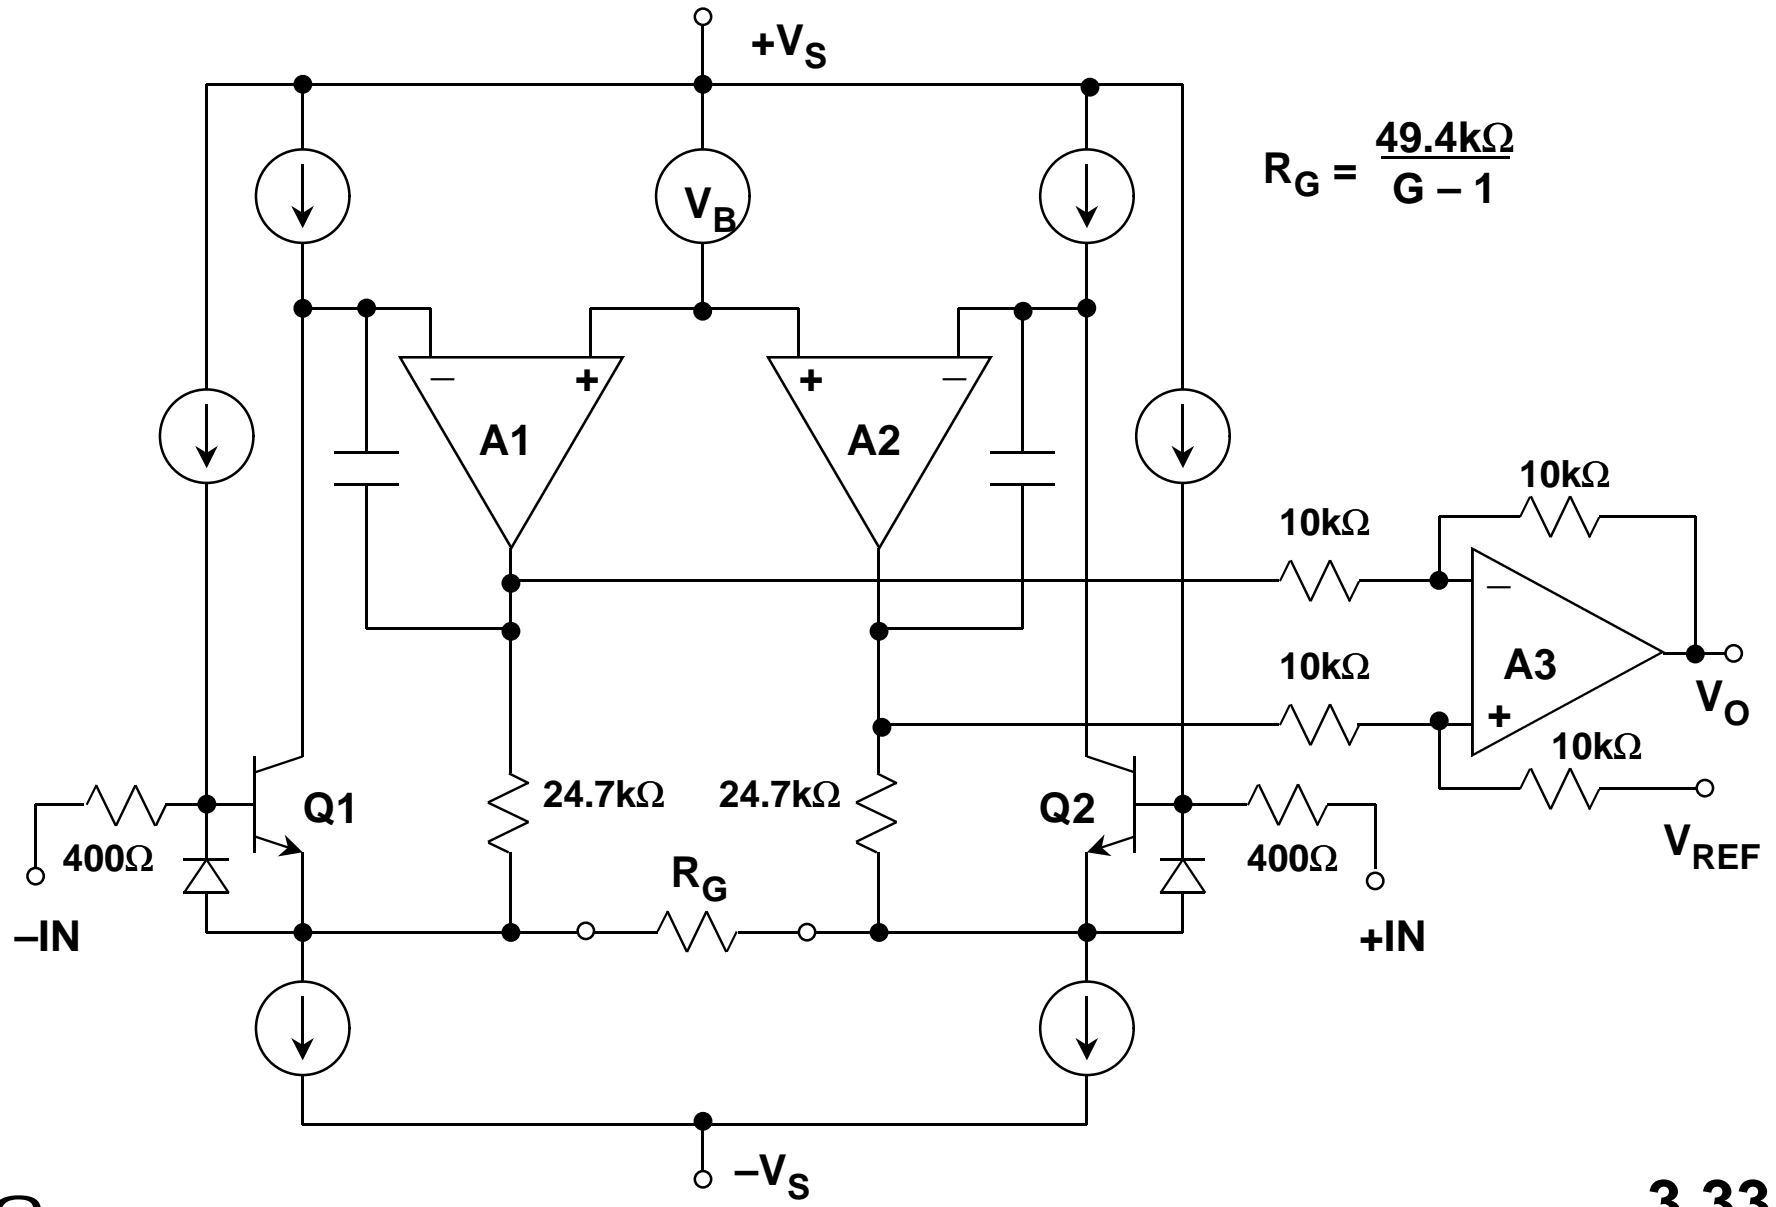 +VS
RG = 49.4kΩ
G – 1
VB
– +
+ –
A1
A2
10kΩ
10kΩ
–
A3
+
10kΩ
VO
10kΩ
Q1
24.7kΩ
24.7kΩ
Q2
400Ω
400Ω
VREF
RG
–IN
+IN
–VS
3.33